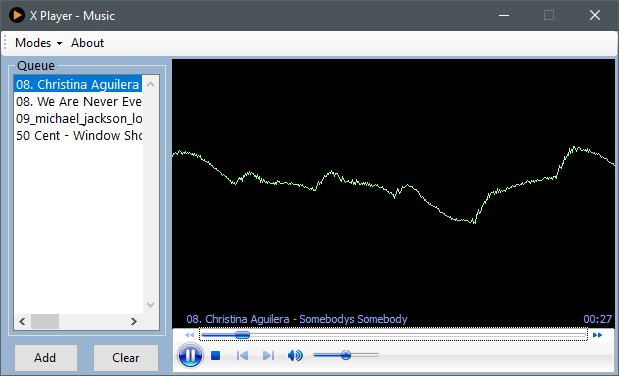 X Player - Music
Modes About
Queue
08. Christina Aguilera
08. We Are Never Eve
09_michael_jackson_lo
50 Cent - Window Sho
08. Christina Aguilera - Somebodys Somebody 00:27
Add Clear